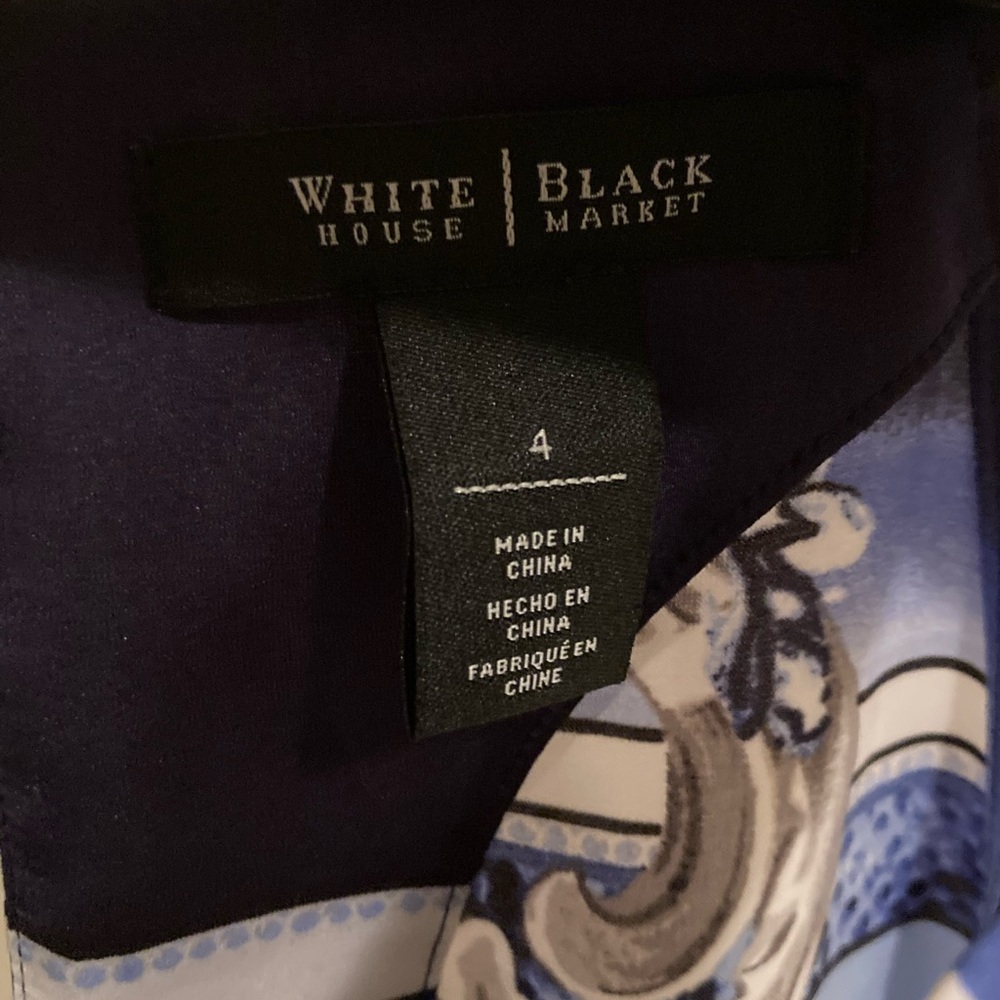 WHITE | BLACK
HOUSE MARKET
4
MADE IN
CHINA
HECHO EN
CHINA
FABRIQUÉ EN
CHINE